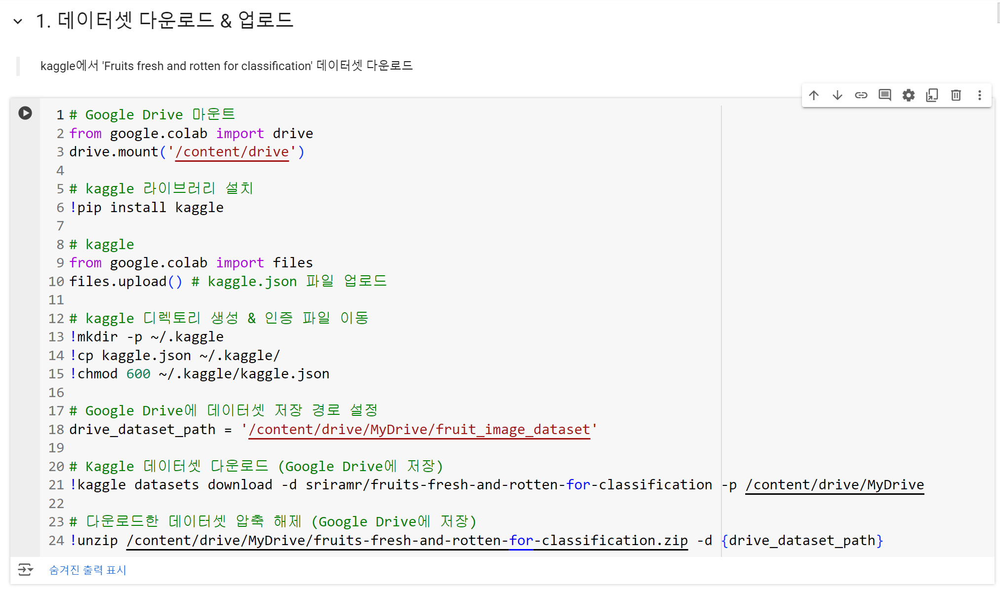 1. 데이터셋 다운로드 & 업로드
kaggle에서 'Fruits fresh and rotten for classification' 데이터셋 다운로드
1 # Google Drive 마운트
2 from google.colab import drive
3 drive.mount('/content/drive')
4
5 # kaggle 라이브러리 설치
6 !pip install kaggle
7
8 # kaggle
9 from google.colab import files
10 files.upload() # kaggle.json 파일 업로드
11
12 # kaggle 디렉토리 생성 & 인증 파일 이동
13 !mkdir -p ~/.kaggle
14 !cp kaggle.json ~/.kaggle/
15 !chmod 600 ~/.kaggle/kaggle.json
16
17 # Google Drive에 데이터셋 저장 경로 설정
18 drive_dataset_path = '/content/drive/MyDrive/fruit_image_dataset'
19
20 # Kaggle 데이터셋 다운로드 (Google Drive에 저장)
21 !kaggle datasets download -d sriramr/fruits-fresh-and-rotten-for-classification -p /content/drive/MyDrive
22
23 # 다운로드한 데이터셋 압축 해제 (Google Drive에 저장)
24 !unzip /content/drive/MyDrive/fruits-fresh-and-rotten-for-classification.zip -d {drive_dataset_path}
숨겨진 출력 표시